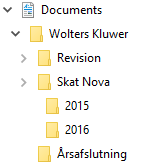 Documents
Wolters Kluwer
Revision
Skat Nova
2015
2016
Årsafslutning